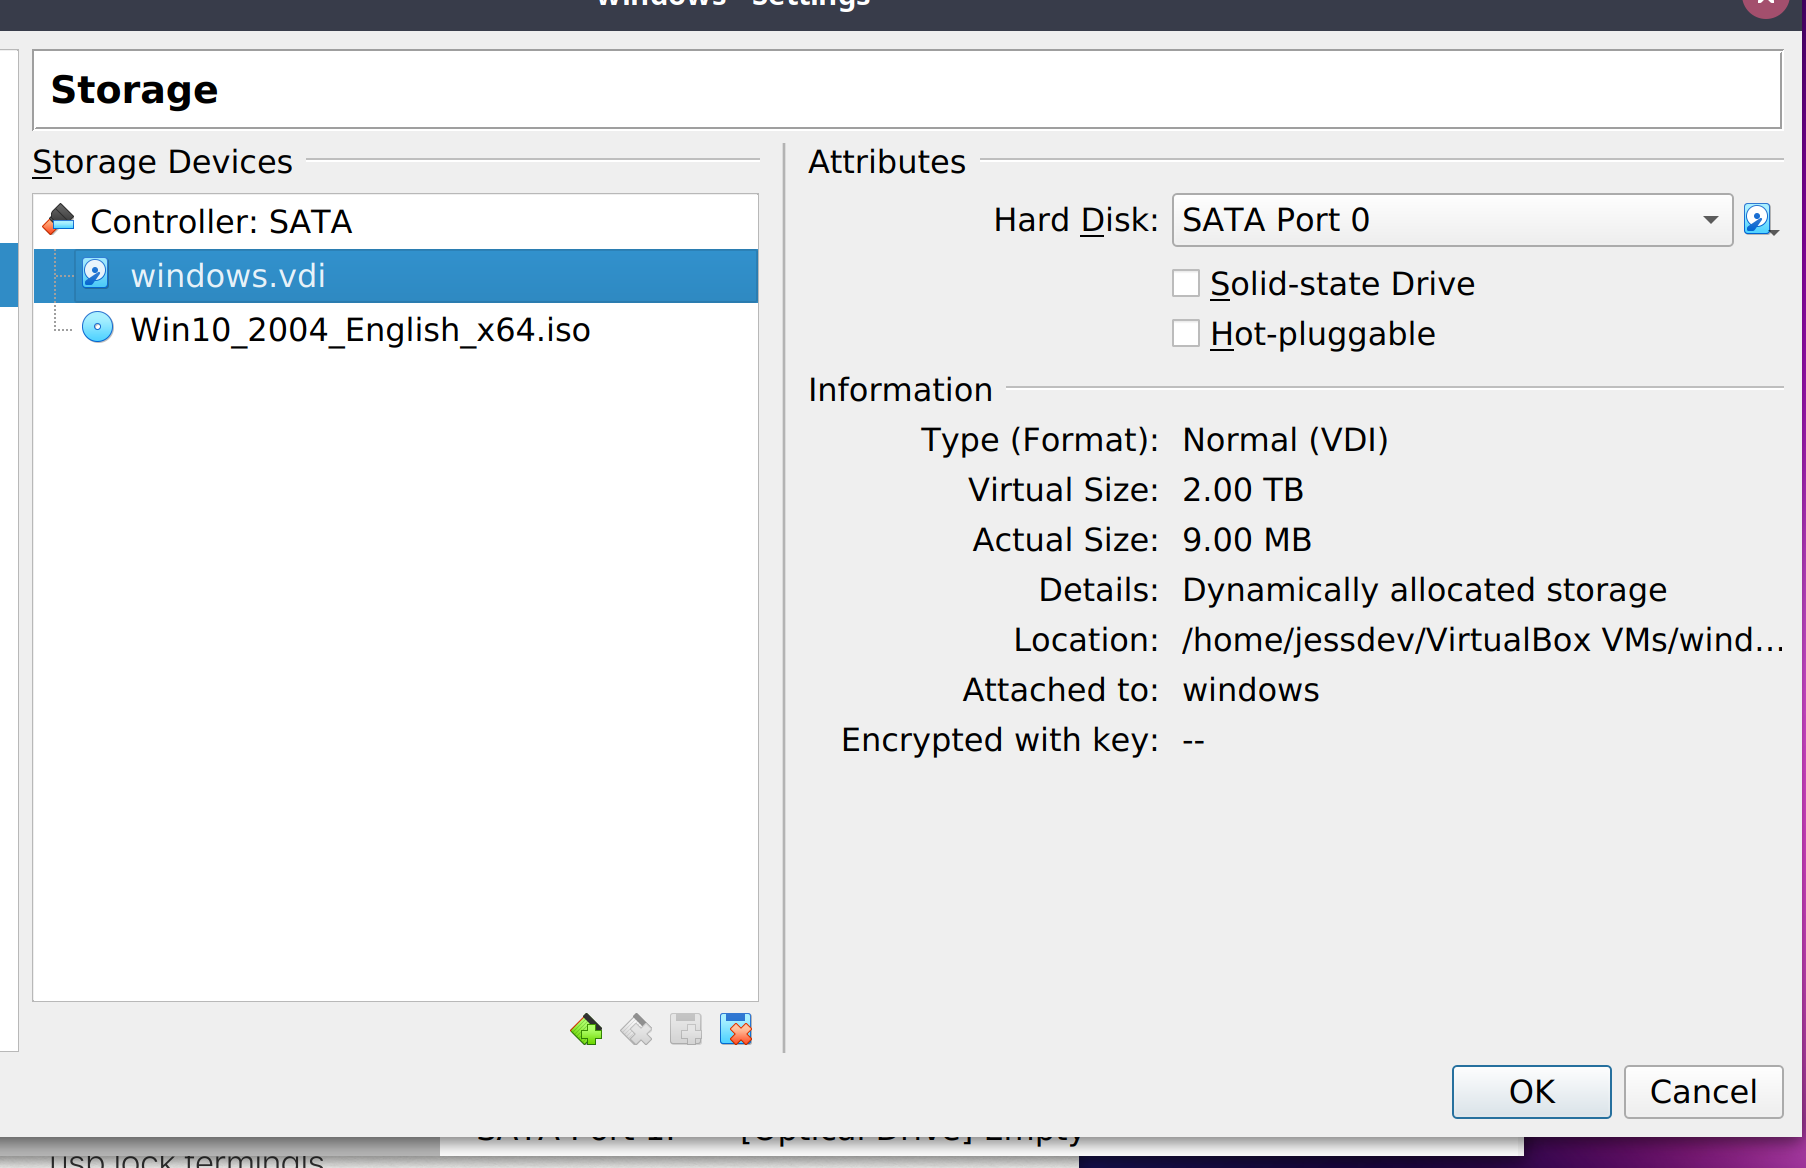 windows - Settings
Storage
Storage Devices
Controller: SATA
windows.vdi
Win10_2004_English_x64.iso
Attributes
Hard Disk: SATA Port 0
Solid-state Drive
Hot-pluggable
Information
Type (Format): Normal (VDI)
Virtual Size: 2.00 TB
Actual Size: 9.00 MB
Details: Dynamically allocated storage
Location: /home/jessdev/VirtualBox VMs/wind...
Attached to: windows
Encrypted with key: --
OK Cancel
SATA Port 1: [Optical Drive] Empty